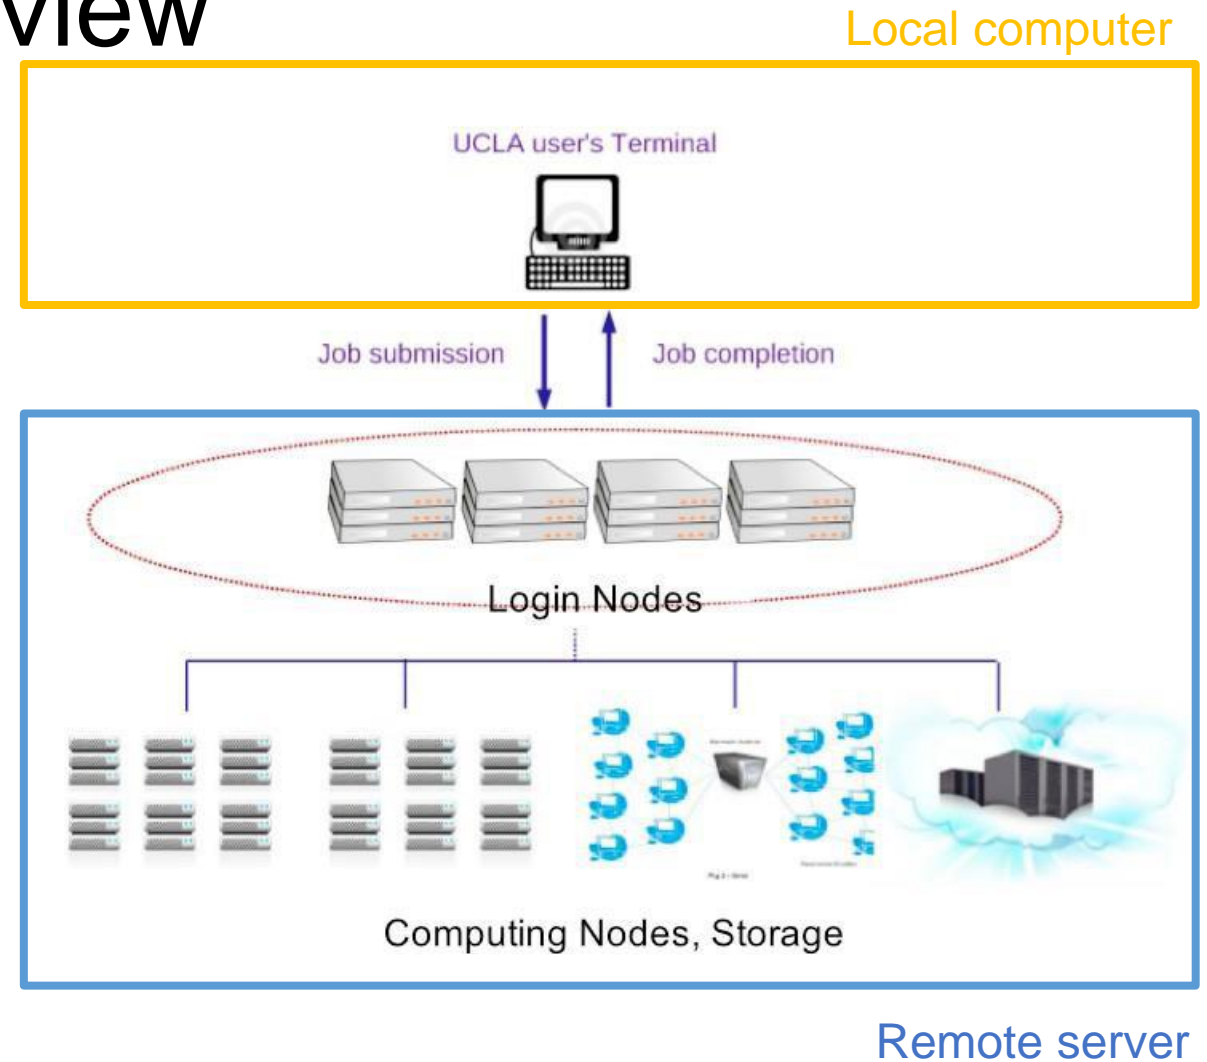 view
Local computer
UCLA user's Terminal
Job submission
Job completion
Login Nodes
Computing Nodes, Storage
Remote server